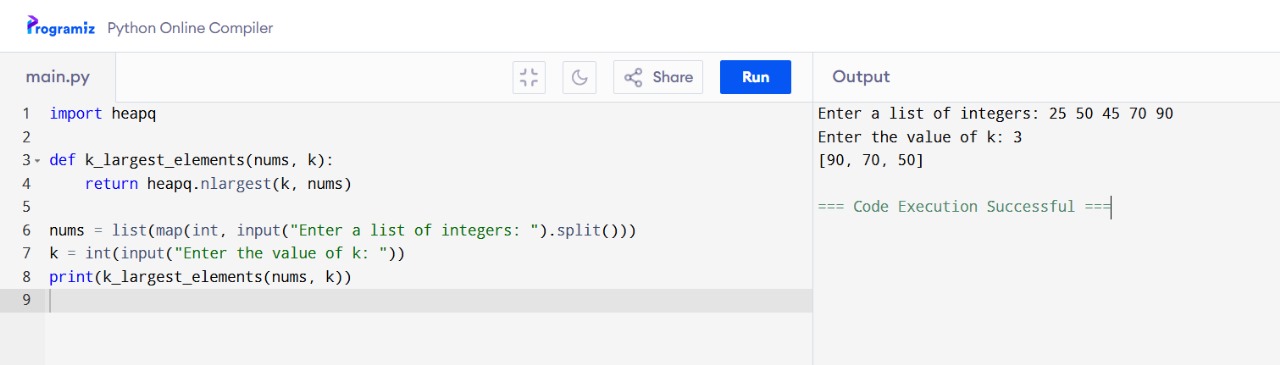 Programiz Python Online Compiler
main.py Share Run Output
1 import heapq
2
3 def k_largest_elements(nums, k):
4     return heapq.nlargest(k, nums)
5
6 nums = list(map(int, input("Enter a list of integers: ").split()))
7 k = int(input("Enter the value of k: "))
8 print(k_largest_elements(nums, k))
9
Enter a list of integers: 25 50 45 70 90
Enter the value of k: 3
[90, 70, 50]
=== Code Execution Successful ===